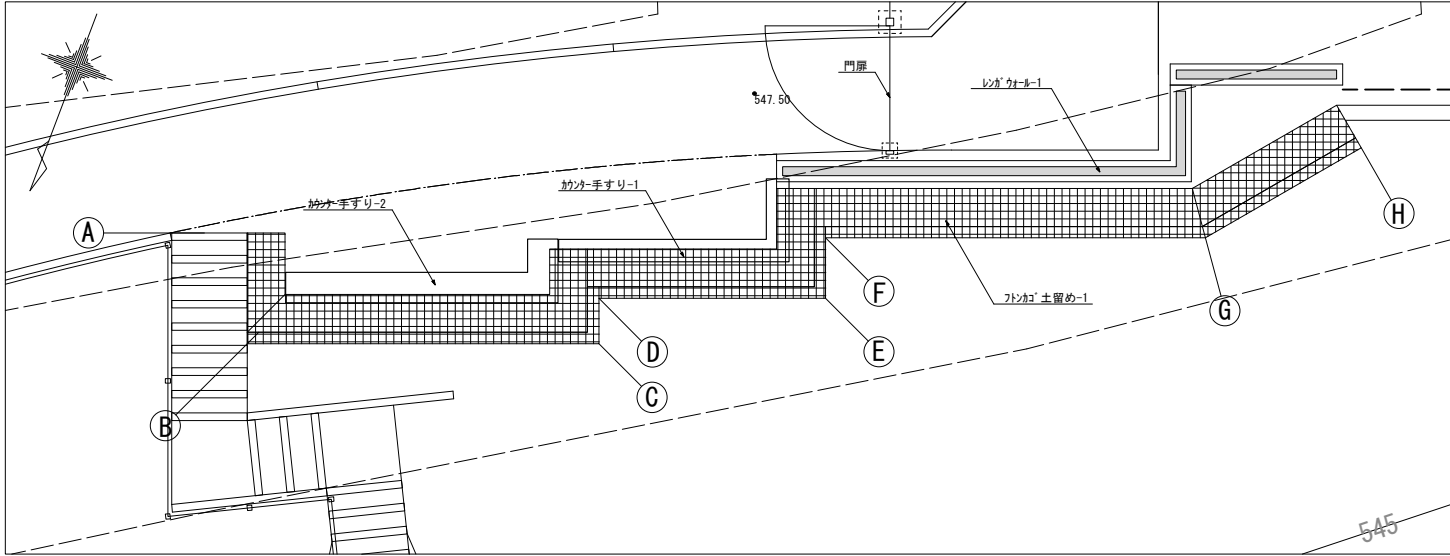 門扉
547.50
レンガウォール-1
カウンター手すり-1
カウンター手すり-2
A
H
F
フトンカゴ土留め-1
G
D
E
C
B
545